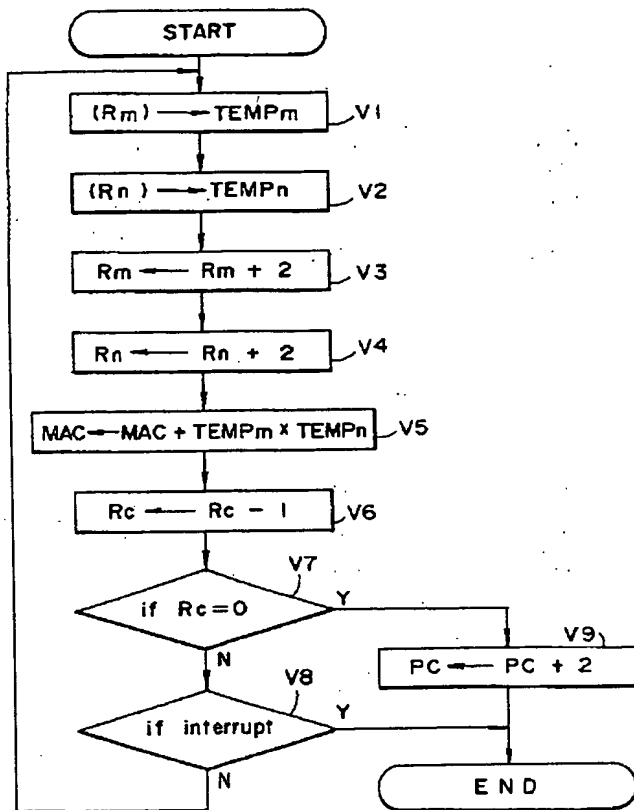 START
(Rm) → TEMPm
V1
(Rn) → TEMPn
V2
Rm ← Rm + 2
V3
Rn ← Rn + 2
V4
MAC ← MAC + TEMPm × TEMPn
V5
Rc ← Rc - 1
V6
V7
if Rc=0
Y
N
V9
PC ← PC + 2
V8
if interrupt
Y
N
END